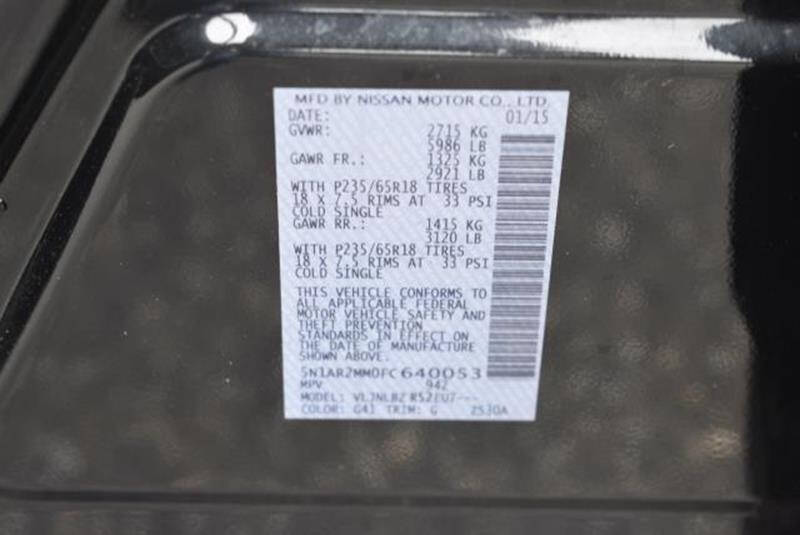 MFD BY NISSAN MOTOR CO., LTD
DATE: 01/15
GVWR: 2715 KG
5986 LB
GAWR FR.: 1325 KG
2921 LB
WITH P235/65R18 TIRES
18 X 7.5 RIMS AT 33 PSI
COLD SINGLE
GAWR RR.: 1415 KG
3120 LB
WITH P235/65R18 TIRES
18 X 7.5 RIMS AT 33 PSI
COLD SINGLE
THIS VEHICLE CONFORMS TO
ALL APPLICABLE FEDERAL
MOTOR VEHICLE SAFETY AND
THEFT PREVENTION
STANDARDS IN EFFECT ON
THE DATE OF MANUFACTURE
SHOWN ABOVE.
5N1AR2MM0FC640053
MPV 942
MODEL:
COLOR: G41 TRIM: G 2530A